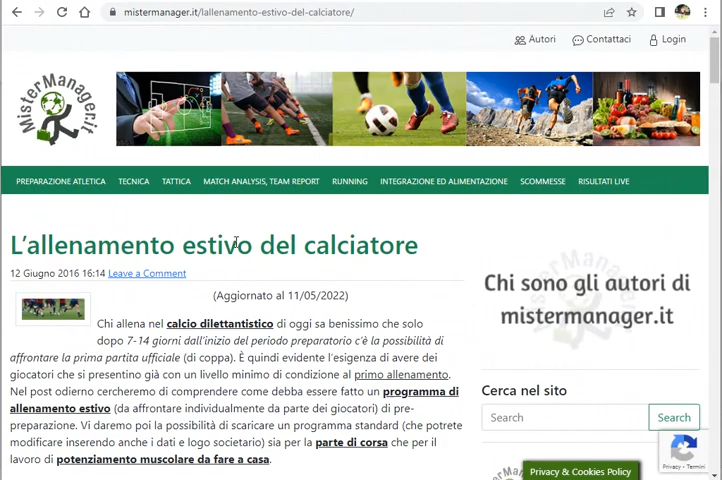 mistermanager.it/lallenamento-estivo-del-calciatore/
Autori Contattaci Login
MisterManager.it
PREPARAZIONE ATLETICA TECNICA TATTICA MATCH ANALYSIS, TEAM REPORT RUNNING INTEGRAZIONE ED ALIMENTAZIONE SCOMMESSE RISULTATI LIVE
L’allenamento estivo del calciatore
12 Giugno 2016 16:14 Leave a Comment
(Aggiornato al 11/05/2022)
Chi allena nel calcio dilettantistico di oggi sa benissimo che solo
dopo 7-14 giorni dall’inizio del periodo preparatorio c’è la possibilità di
affrontare la prima partita ufficiale (di coppa). È quindi evidente l’esigenza di avere dei
giocatori che si presentino già con un livello minimo di condizione al primo allenamento.
Nel post odierno cercheremo di comprendere come debba essere fatto un programma di
allenamento estivo (da affrontare individualmente da parte dei giocatori) di pre-
preparazione. Vi daremo poi la possibilità di scaricare un programma standard (che potrete
modificare inserendo anche i dati e logo societario) sia per la parte di corsa che per il
lavoro di potenziamento muscolare da fare a casa.
Chi sono gli autori di
mistermanager.it
Cerca nel sito
Search Search
Privacy & Cookies Policy
Privacy - Termini